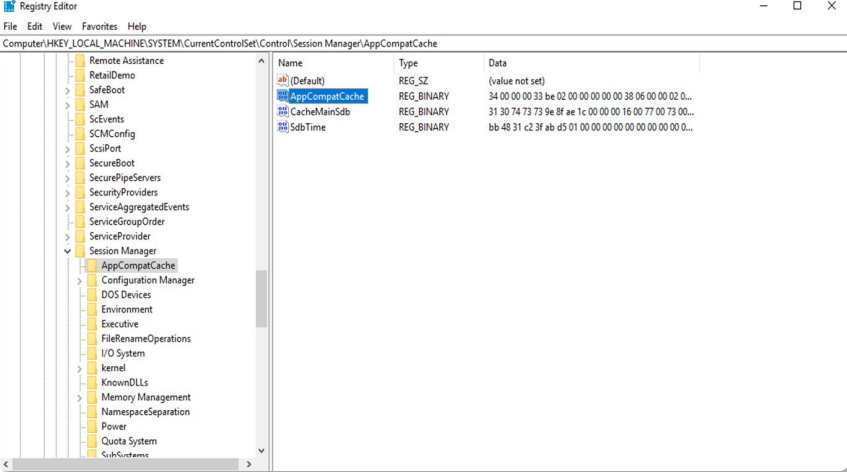 Registry Editor
File Edit View Favorites Help
Computer\HKEY_LOCAL_MACHINE\SYSTEM\CurrentControlSet\Control\Session Manager\AppCompatCache
Remote Assistance
RetailDemo
SafeBoot
SAM
ScEvents
SCMConfig
ScsiPort
SecureBoot
SecurePipeServers
SecurityProviders
ServiceAggregatedEvents
ServiceGroupOrder
ServiceProvider
Session Manager
AppCompatCache
Configuration Manager
DOS Devices
Environment
Executive
FileRenameOperations
I/O System
kernel
KnownDLLs
Memory Management
NamespaceSeparation
Power
Quota System
SubSystems
Name Type Data
ab (Default) REG_SZ (value not set)
AppCompatCache REG_BINARY 34 00 00 00 33 be 02 00 00 00 00 00 38 06 00 00 02 0...
CacheMainSdb REG_BINARY 31 30 74 73 73 9e 8f ae 1c 00 00 00 16 00 77 00 73 00...
SdbTime REG_BINARY bb 48 31 c2 3f ab d5 01 00 00 00 00 00 00 00 00 00 0...